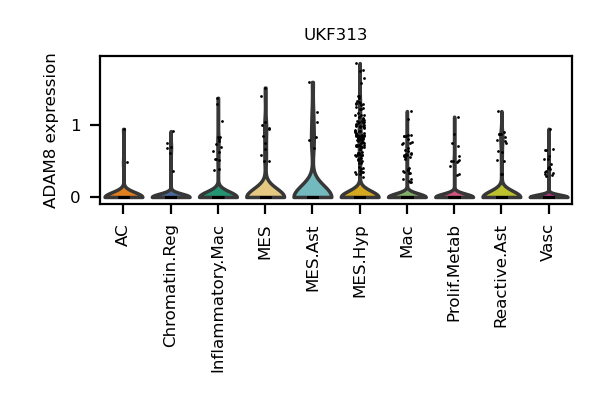 UKF313
ADAM8 expression
1
0
AC
Chromatin.Reg
Inflammatory.Mac
MES
MES.Ast
MES.Hyp
Mac
Prolif.Metab
Reactive.Ast
Vasc